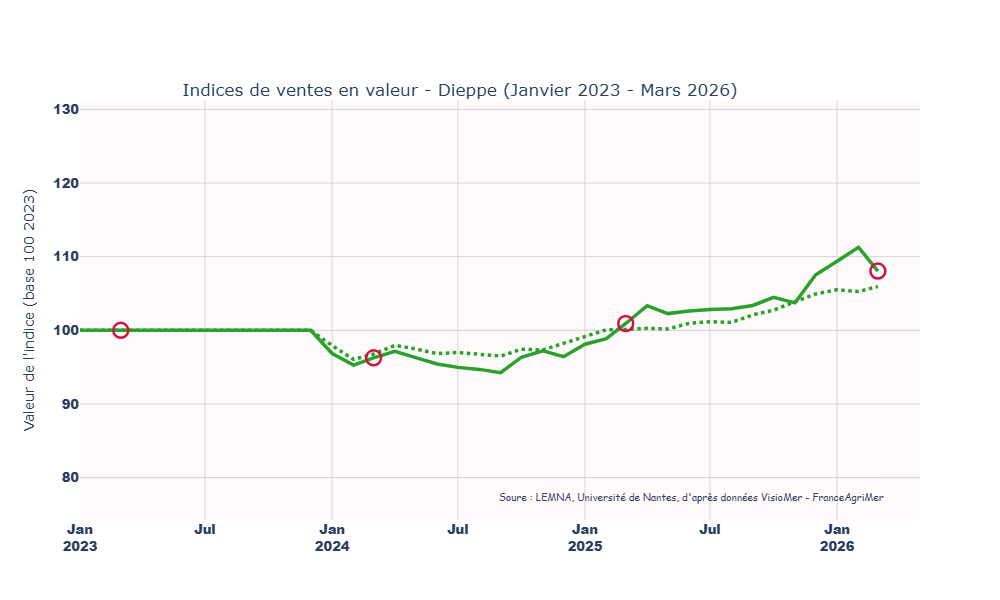 Indices de ventes en valeur - Dieppe (Janvier 2023 - Mars 2026)
Valeur de l'indice (base 100 2023)
130
120
110
100
90
80
Soure : LEMNA, Université de Nantes, d'après données VisioMer - FranceAgriMer
Jan Jul Jan Jul Jan Jul Jan
2023 2024 2025 2026